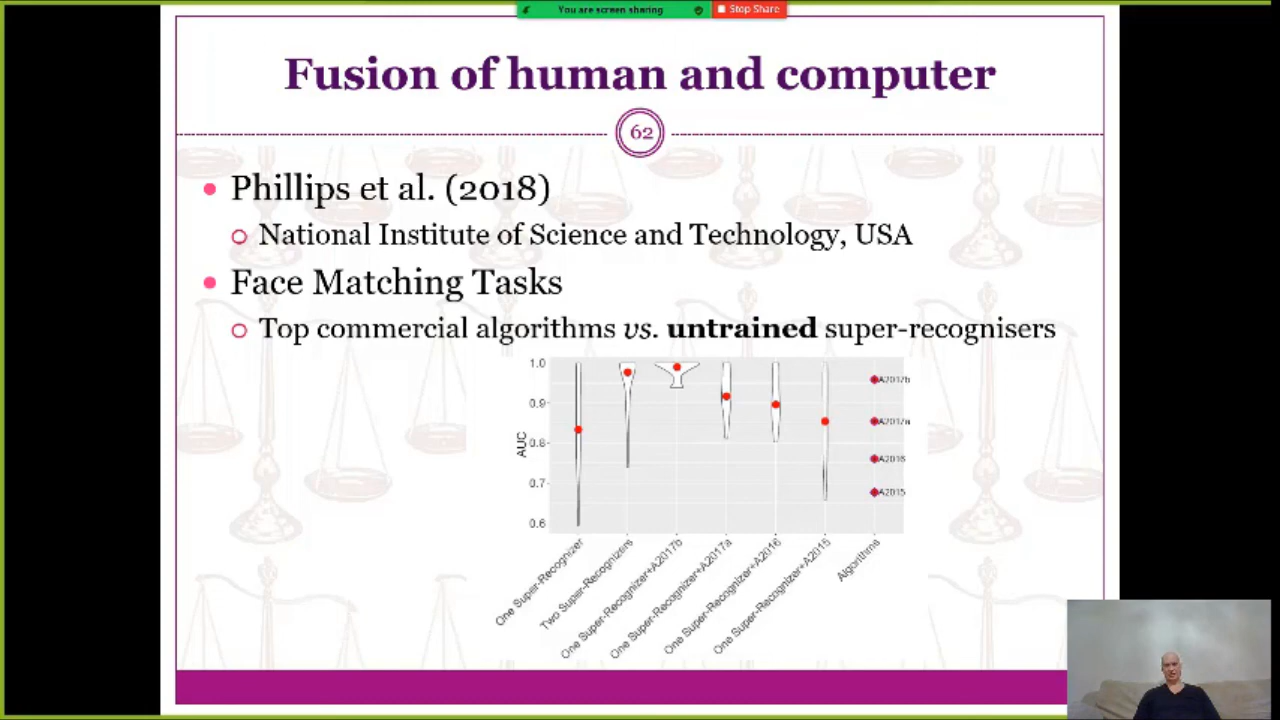 You are screen sharing
Stop Share
Fusion of human and computer
62
Phillips et al. (2018)
National Institute of Science and Technology, USA
Face Matching Tasks
Top commercial algorithms vs. untrained super-recognisers
1.0
0.9
0.8
0.7
0.6
AUC
A2017b
A2017a
A2016
A2015
One Super-Recognizer
Two Super-Recognizers
One Super-Recognizer+A2017b
One Super-Recognizer+A2017a
One Super-Recognizer+A2016
One Super-Recognizer+A2015
Algorithms